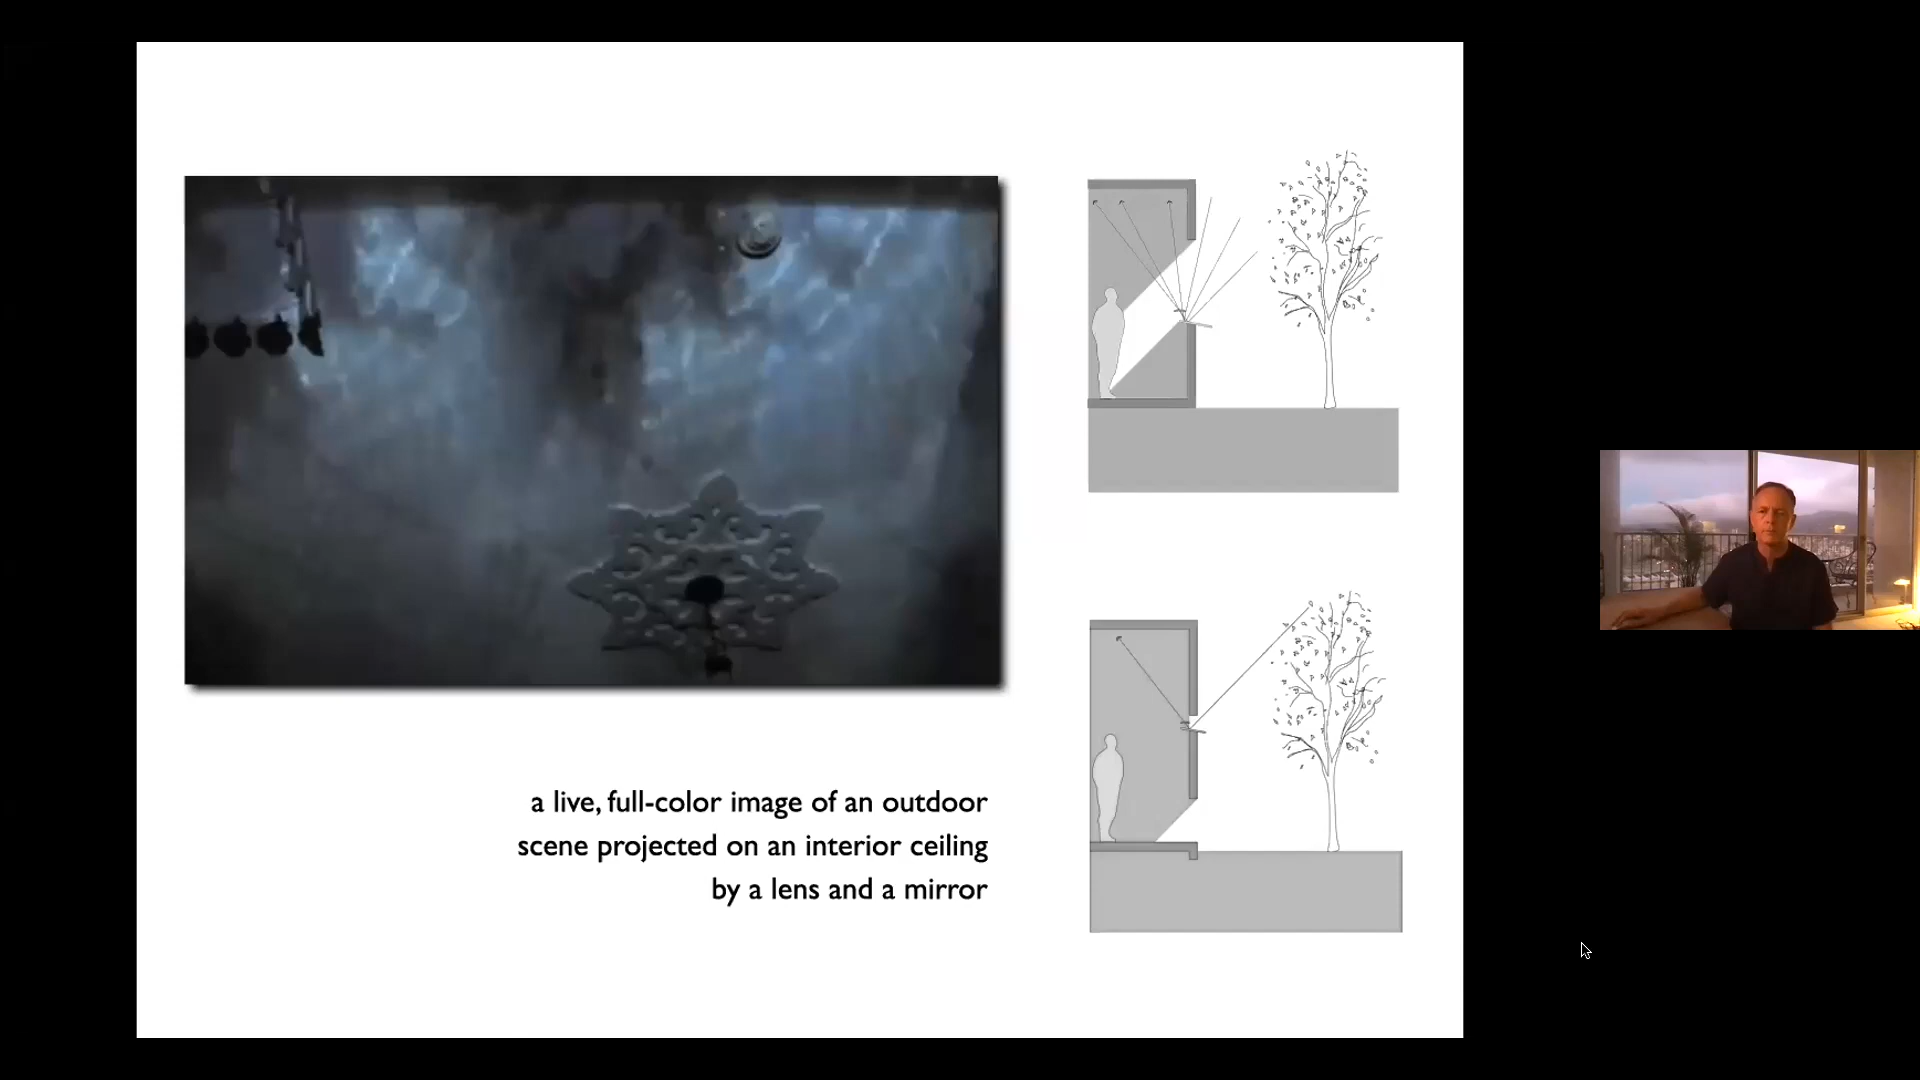 a live, full-color image of an outdoor
scene projected on an interior ceiling
by a lens and a mirror